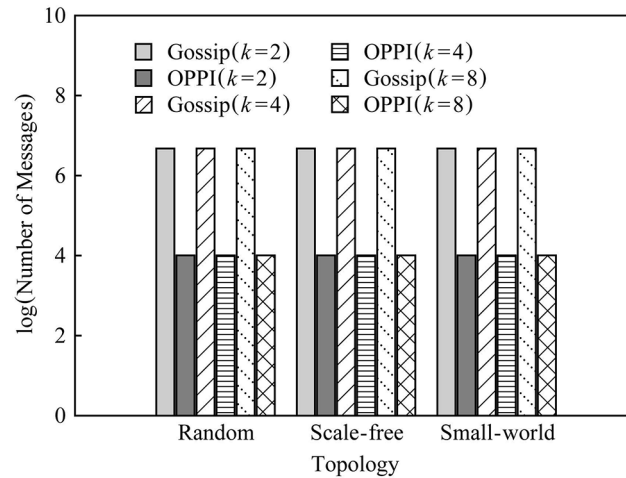 10
8
6
4
2
0
log(Number of Messages)
Gossip(k=2) OPPI(k=4)
OPPI(k=2) Gossip(k=8)
Gossip(k=4) OPPI(k=8)
Random Scale-free Small-world
Topology